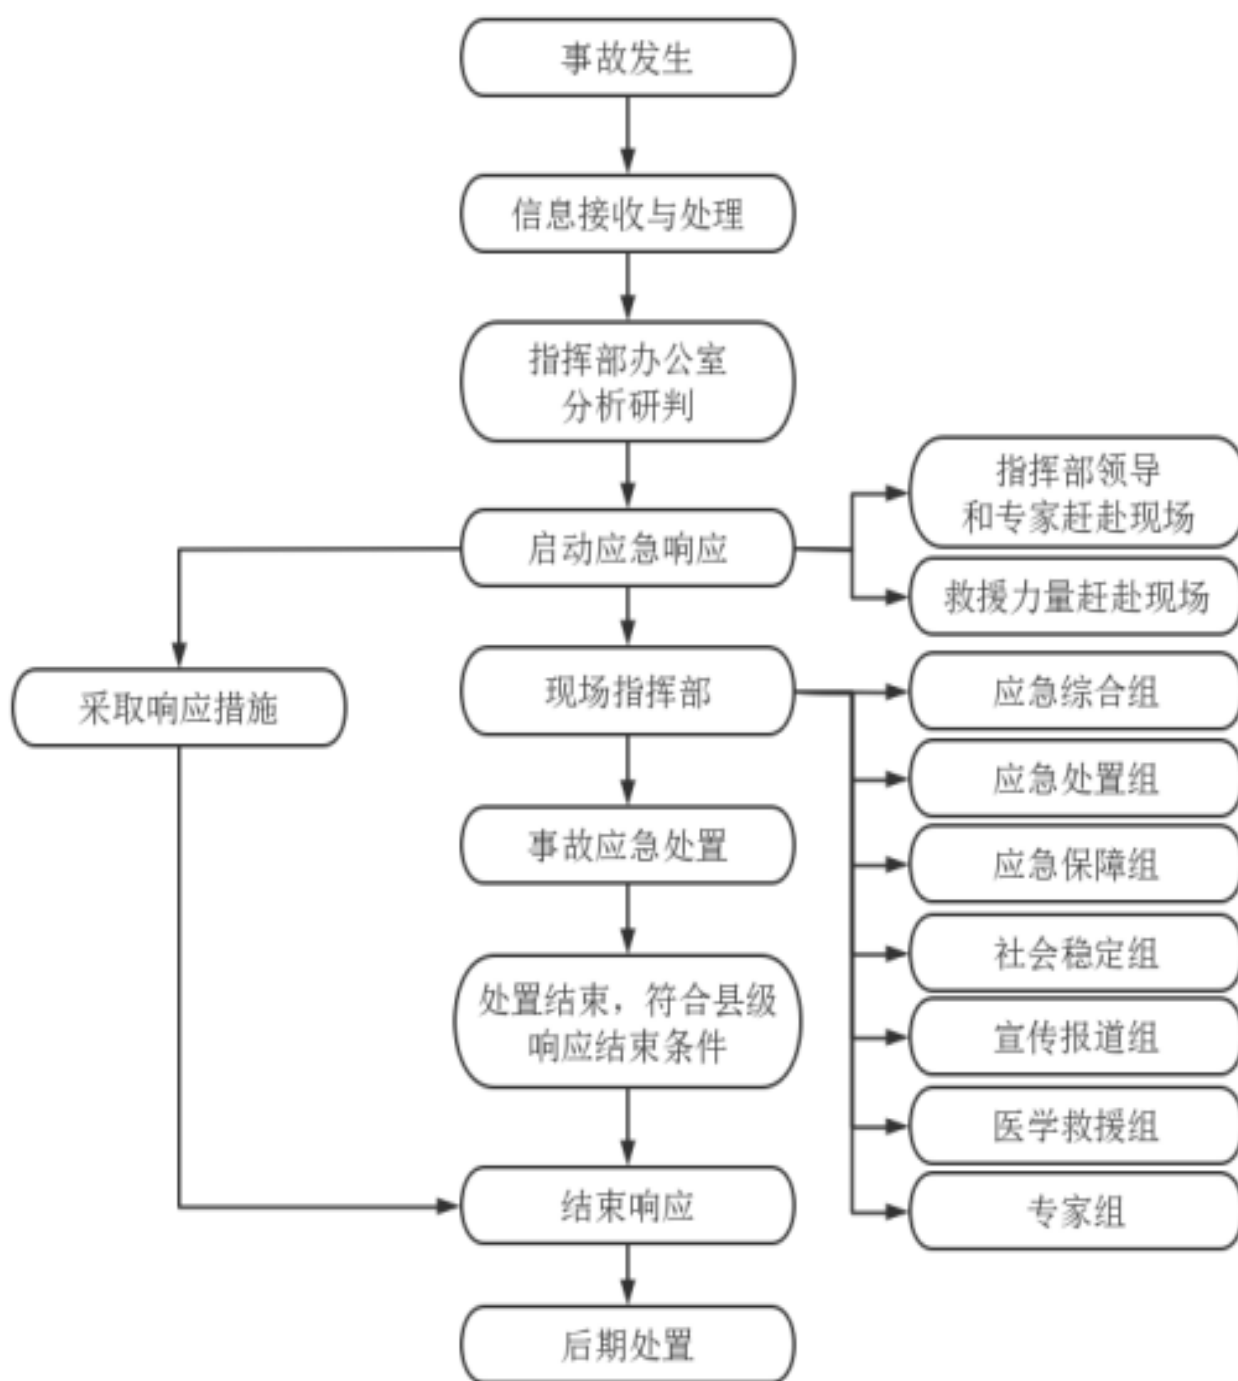 事故发生
信息接收与处理
指挥部办公室
分析研判
启动应急响应
指挥部领导
和专家赶赴现场
救援力量赶赴现场
采取响应措施
现场指挥部
应急综合组
应急处置组
应急保障组
社会稳定组
宣传报道组
医学救援组
专家组
事故应急处置
处置结束，符合县级
响应结束条件
结束响应
后期处置